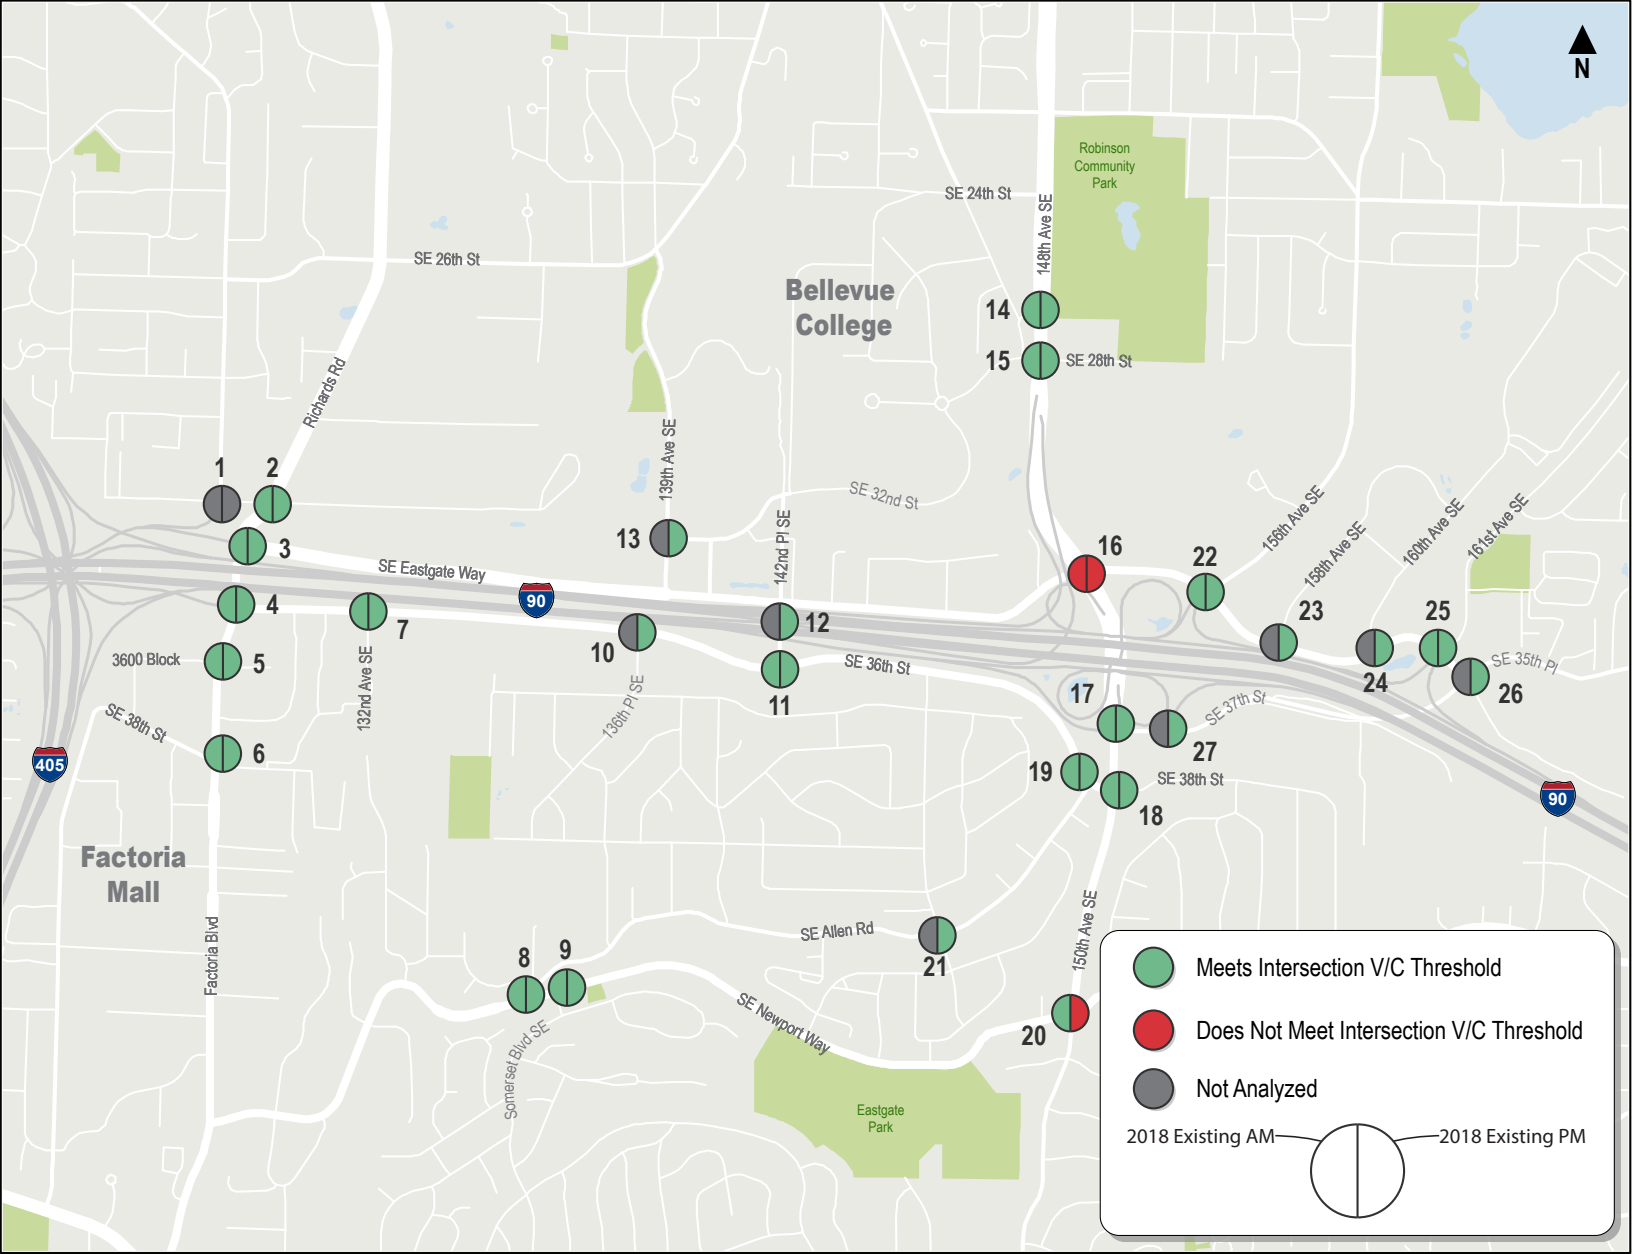 N
Robinson
Community
Park
SE 24th St
148th Ave SE
SE 26th St
Bellevue
College
14
15
SE 28th St
Richards Rd
139th Ave SE
1
2
3
SE 32nd St
142nd Pl SE
13
156th Ave SE
158th Ave SE
160th Ave SE
161st Ave SE
16
22
SE Eastgate Way
90
4
7
12
23
25
10
5
3600 Block
132nd Ave SE
SE 36th St
11
136th Pl SE
17
24
SE 35th Pl
26
SE 37th St
SE 38th St
6
27
405
19
SE 38th St
18
90
Factoria
Mall
Factoria Blvd
8
9
SE Allen Rd
21
150th Ave SE
SE Newport Way
20
Somerset Blvd SE
Eastgate
Park
Meets Intersection V/C Threshold
Does Not Meet Intersection V/C Threshold
Not Analyzed
2018 Existing AM
2018 Existing PM